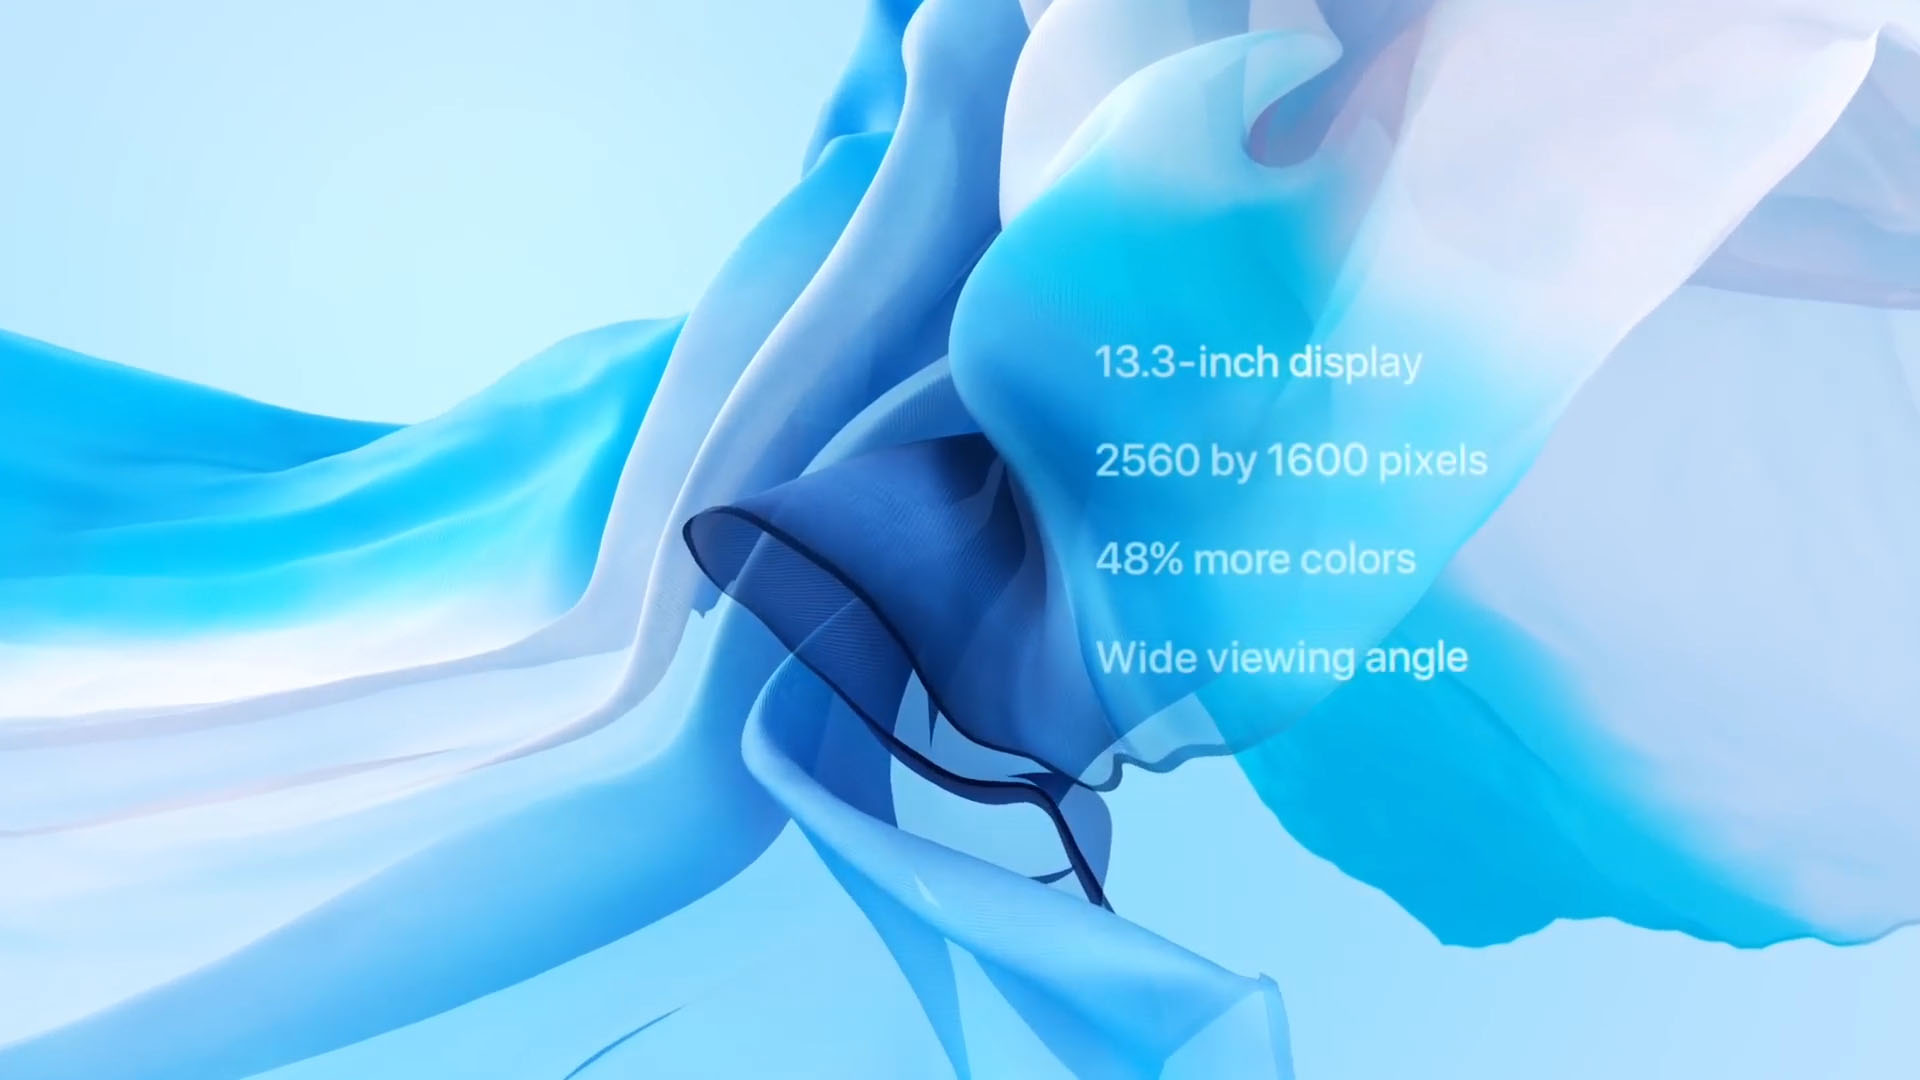 13.3-inch display
2560 by 1600 pixels
48% more colors
Wide viewing angle